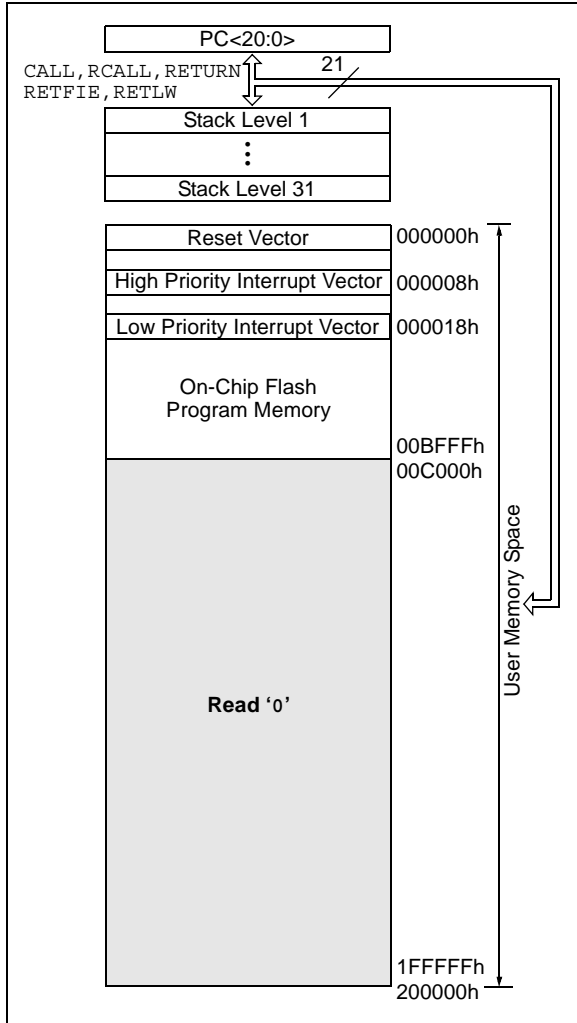 PC<20:0>
CALL,RCALL,RETURN
RETFIE,RETLW
21
Stack Level 1
Stack Level 31
Reset Vector
000000h
High Priority Interrupt Vector
000008h
Low Priority Interrupt Vector
000018h
On-Chip Flash
Program Memory
00BFFFh
00C000h
User Memory Space
Read ‘0’
1FFFFFh
200000h